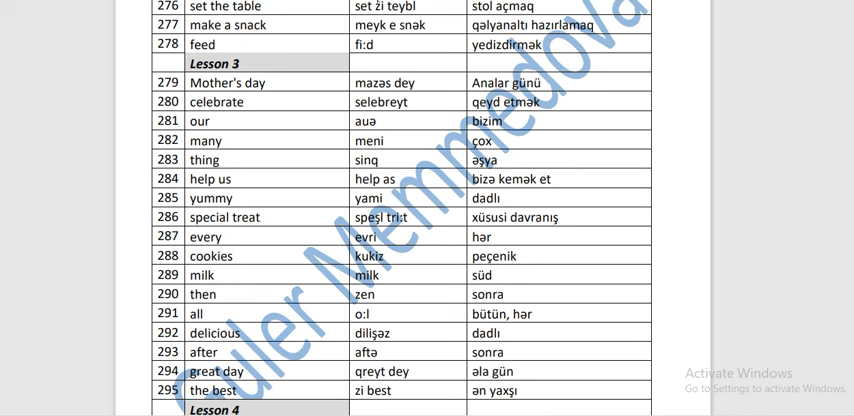 276 set the table set żi teybl stol açmaq
277 make a snack meyk e snək qəlyanaltı hazırlamaq
278 feed fi:d yedizdirmək
Lesson 3
279 Mother's day mazəs dey Analar günü
280 celebrate selebreyt qeyd etmək
281 our auə bizim
282 many meni çox
283 thing sinq əşya
284 help us help as bizə kemək et
285 yummy yami dadlı
286 special treat speşl tri:t xüsusi davranış
287 every evri hər
288 cookies kukiz peçenik
289 milk milk süd
290 then zen sonra
291 all o:l bütün, hər
292 delicious dilişəz dadlı
293 after aftə sonra
294 great day qreyt dey əla gün
295 the best zi best ən yaxşı
Lesson 4
Guler Memmedova
Activate Windows
Go to Settings to activate Windows.